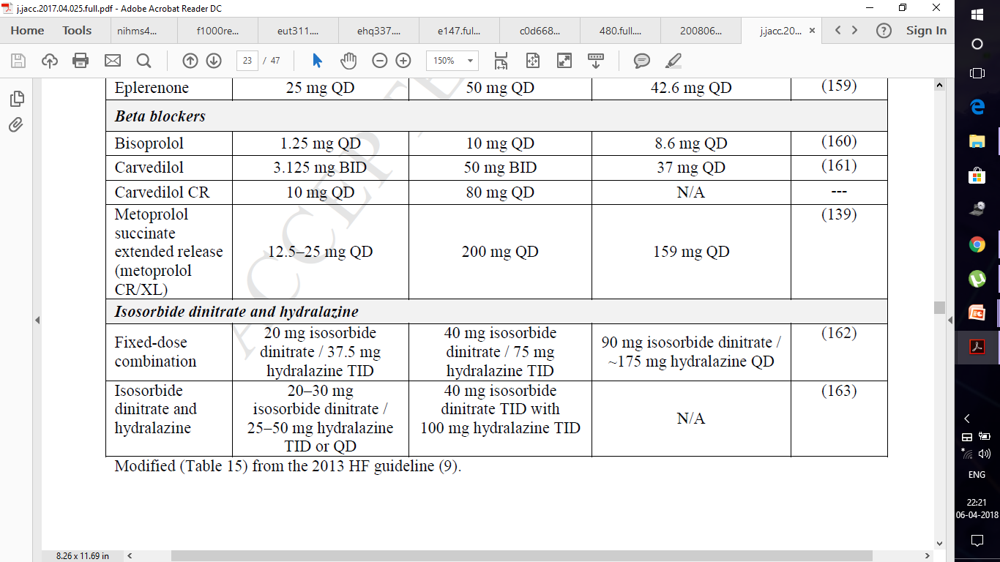 j.jacc.2017.04.025.full.pdf - Adobe Acrobat Reader DC
Home Tools nihms4... f1000re... eut311.... ehq337.... e147.ful... c0d668... 480.full.... 200806... j.jacc.20... × Sign In
23 / 47 150%
Eplerenone 25 mg QD 50 mg QD 42.6 mg QD (159)
Beta blockers
Bisoprolol 1.25 mg QD 10 mg QD 8.6 mg QD (160)
Carvedilol 3.125 mg BID 50 mg BID 37 mg QD (161)
Carvedilol CR 10 mg QD 80 mg QD N/A ---
Metoprolol
succinate
extended release
(metoprolol
CR/XL)
12.5–25 mg QD 200 mg QD 159 mg QD (139)
Isosorbide dinitrate and hydralazine
Fixed-dose
combination
20 mg isosorbide
dinitrate / 37.5 mg
hydralazine TID
40 mg isosorbide
dinitrate / 75 mg
hydralazine TID
90 mg isosorbide dinitrate /
~175 mg hydralazine QD
(162)
Isosorbide
dinitrate and
hydralazine
20–30 mg
isosorbide dinitrate /
25–50 mg hydralazine
TID or QD
40 mg isosorbide
dinitrate TID with
100 mg hydralazine TID
N/A
(163)
Modified (Table 15) from the 2013 HF guideline (9).
ACCEPTE
8.26 x 11.69 in
ENG
22:21
06-04-2018